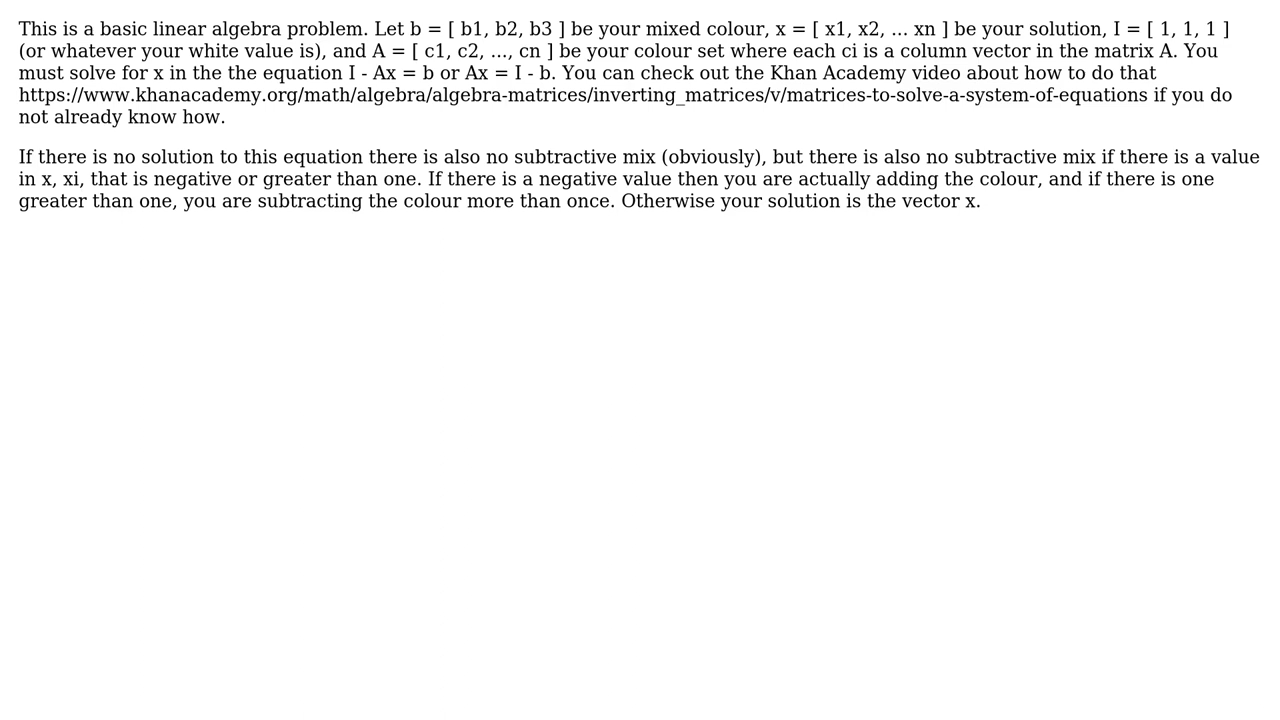 This is a basic linear algebra problem. Let b = [ b1, b2, b3 ] be your mixed colour, x = [ x1, x2, ... xn ] be your solution, I = [ 1, 1, 1 ]
(or whatever your white value is), and A = [ c1, c2, ..., cn ] be your colour set where each ci is a column vector in the matrix A. You
must solve for x in the the equation I - Ax = b or Ax = I - b. You can check out the Khan Academy video about how to do that
https://www.khanacademy.org/math/algebra/algebra-matrices/inverting_matrices/v/matrices-to-solve-a-system-of-equations if you do
not already know how.
If there is no solution to this equation there is also no subtractive mix (obviously), but there is also no subtractive mix if there is a value
in x, xi, that is negative or greater than one. If there is a negative value then you are actually adding the colour, and if there is one
greater than one, you are subtracting the colour more than once. Otherwise your solution is the vector x.